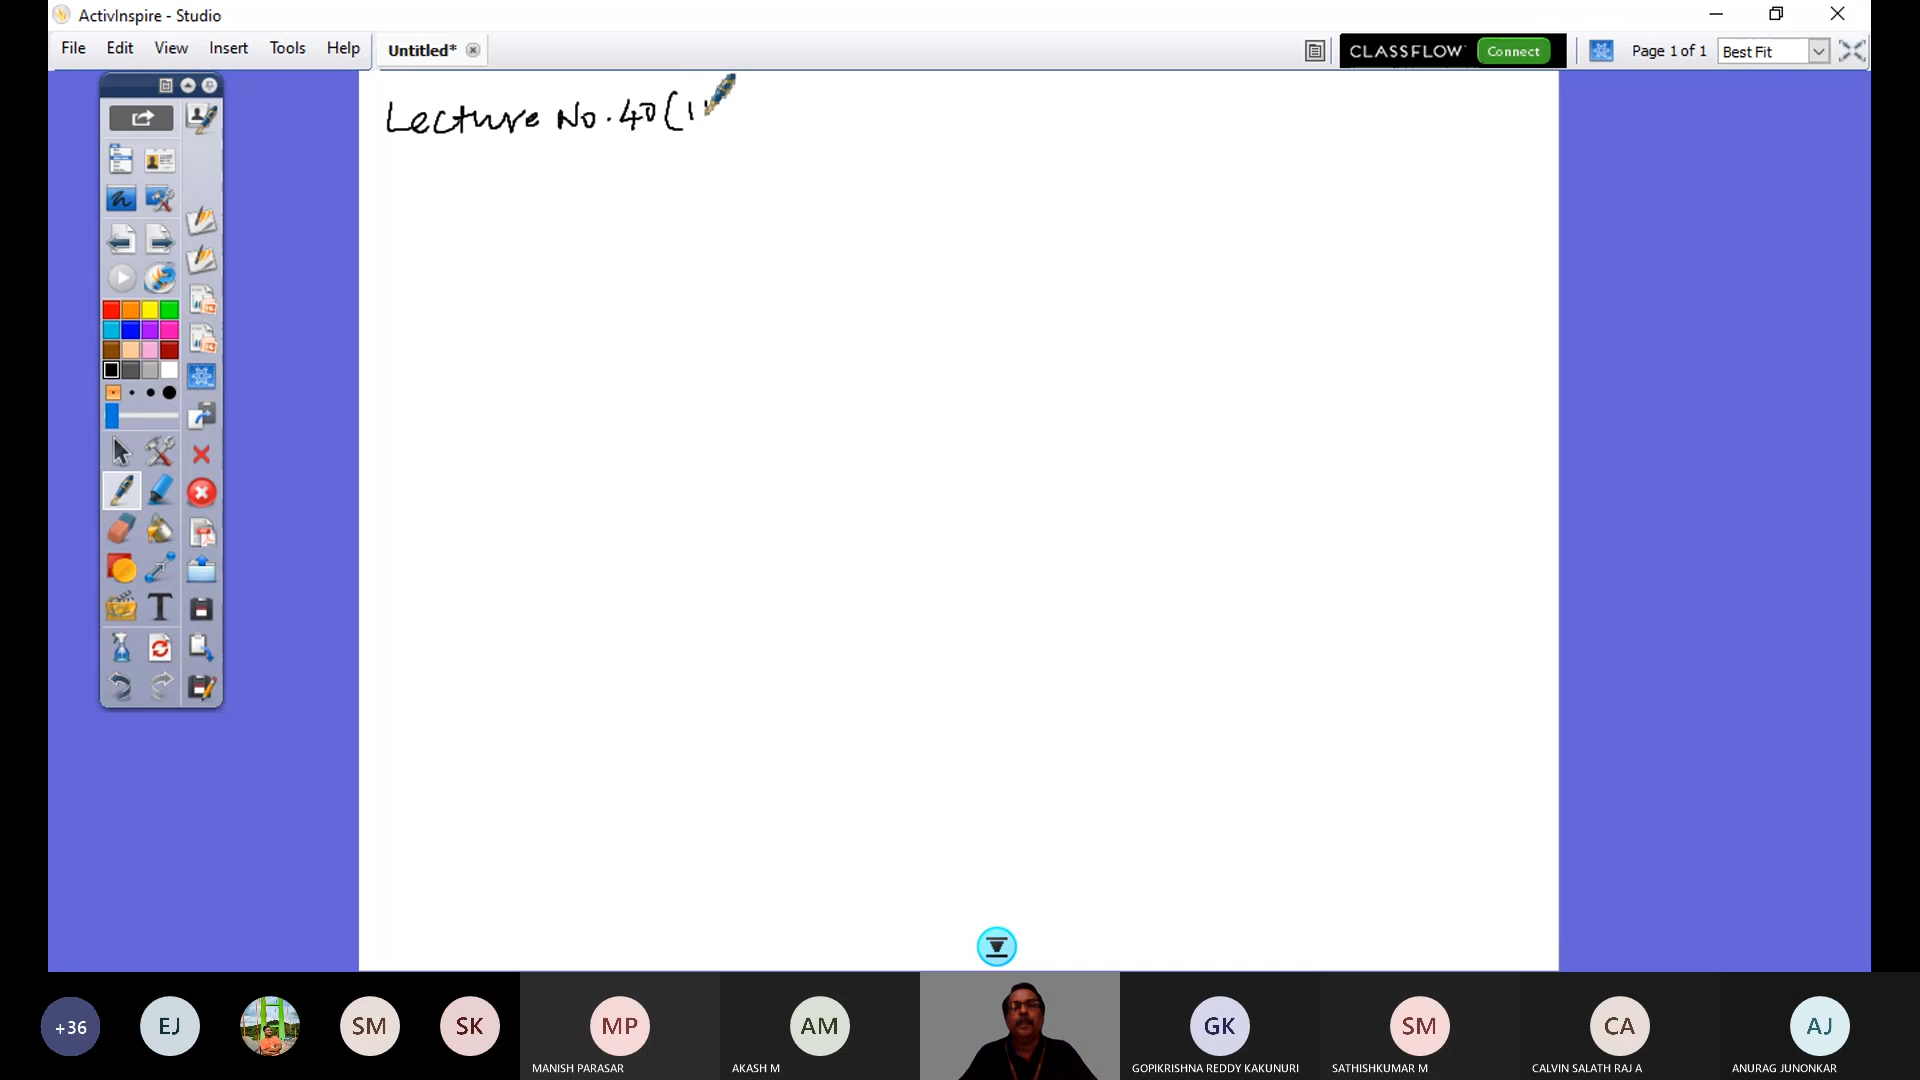 ActivInspire - Studio
File Edit View Insert Tools Help
Untitled*
CLASSFLOW Connect
Page 1 of 1
Best Fit
Lecture No. 40 (11
T
+36
EJ
SM
SK
MP
AM
GK
SM
CA
AJ
MANISH PARASAR
AKASH M
GOPIKRISHNA REDDY KAKUNURI
SATHISHKUMAR M
CALVIN SALATH RAJ A
ANURAG JUNONKAR